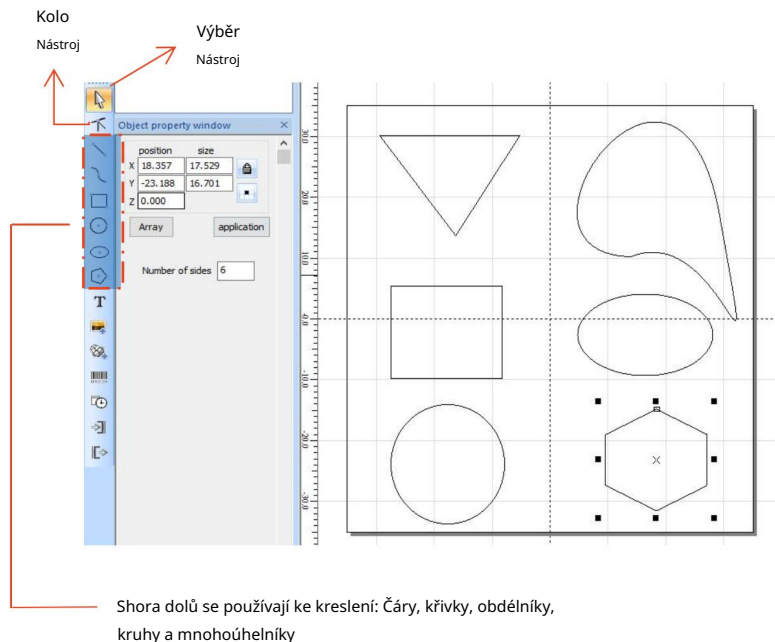 Kolo
Nástroj
Výběr
Nástroj
Object property window
position size
X 18.357 17.529
Y -23.188 16.701
Z 0.000
Array application
Number of sides 6
T
30.0
20.0
10.0
-0.0
-10.0
-20.0
-30.0
Shora dolů se používají ke kreslení: Čáry, křivky, obdélníky,
kruhy a mnohoúhelníky